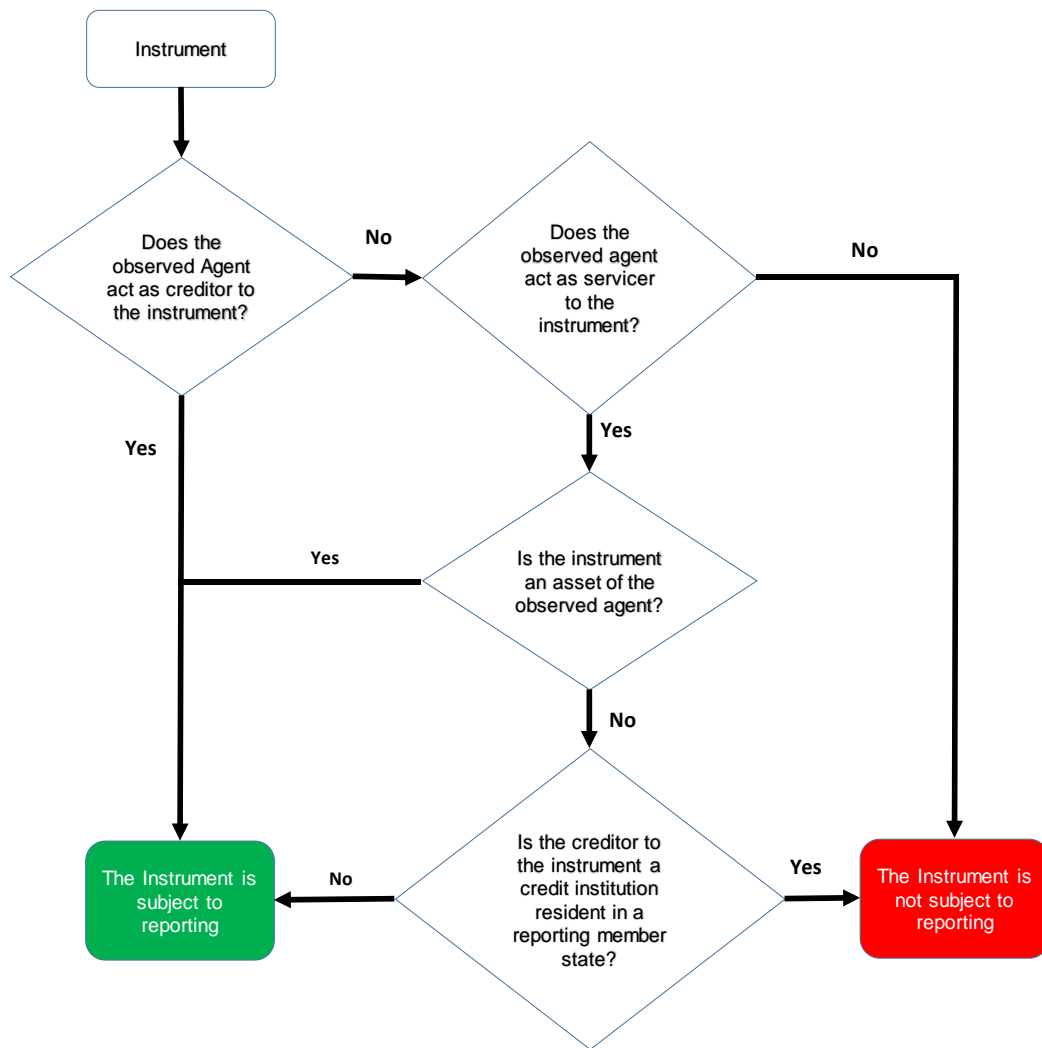 Instrument
Does the
observed Agent
act as creditor to
the instrument?
No
Does the
observed agent
act as servicer
to the
instrument?
No
Yes
Yes
Is the instrument
an asset of the
observed agent?
Yes
No
Is the creditor to
the instrument a
credit institution
resident in a
reporting member
state?
No
Yes
The Instrument is
subject to
reporting
The Instrument is
not subject to
reporting